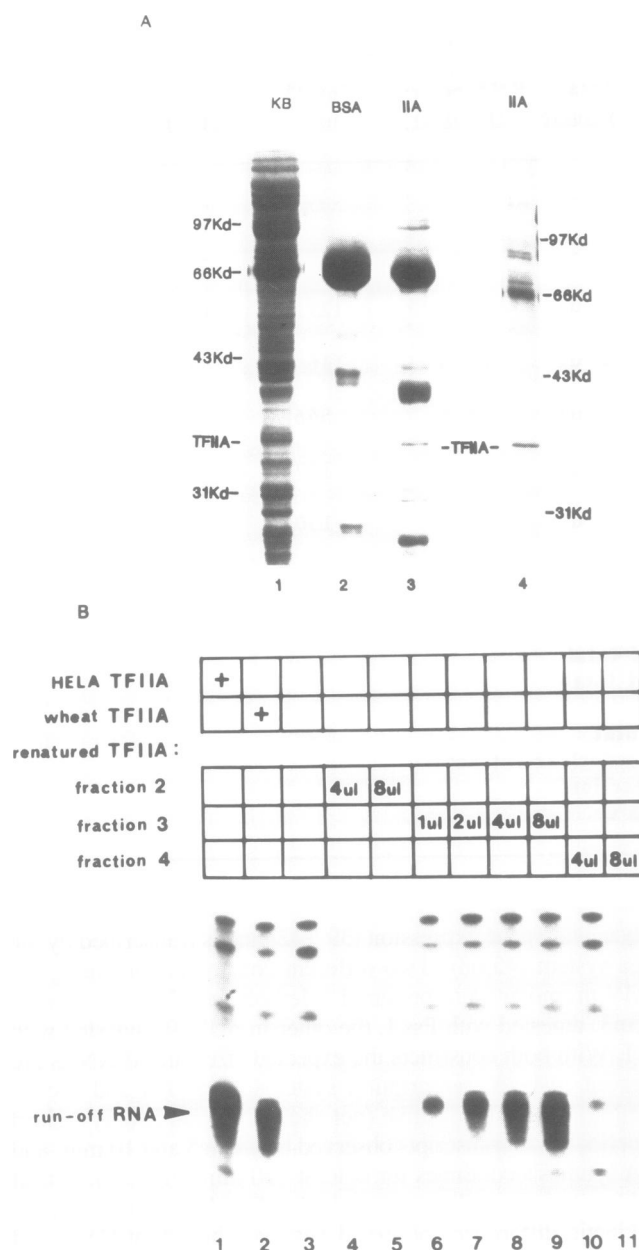 A
KB BSA IIA IIA
97Kd-
-97Kd
66Kd-
-66Kd
43Kd-
-43Kd
TFIIA-
-TFIIA-
31Kd-
-31Kd
1 2 3 4
B
HELA TFIIA +
wheat TFIIA +
renatured TFIIA:
fraction 2 4ul 8ul
fraction 3 1ul 2ul 4ul 8ul
fraction 4 4ul 8ul
run-off RNA
1 2 3 4 5 6 7 8 9 10 11